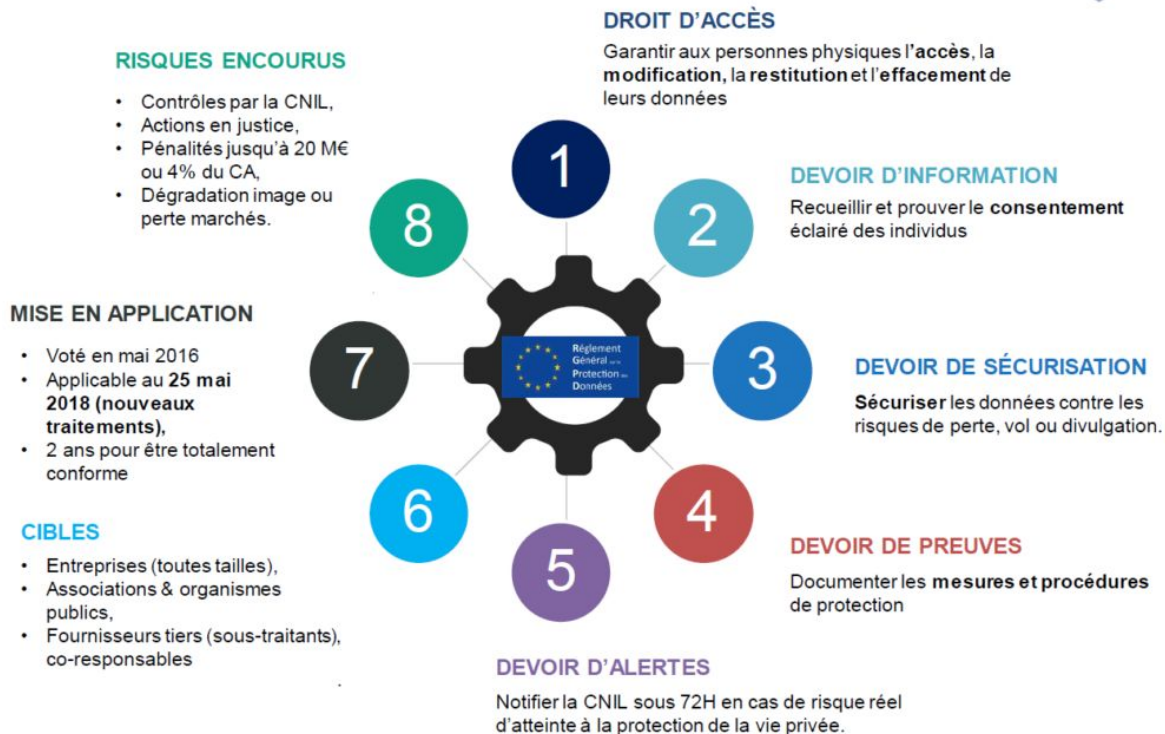 DROIT D'ACCÈS
Garantir aux personnes physiques l'accès, la
modification, la restitution et l'effacement de
leurs données
1
DEVOIR D'INFORMATION
Recueillir et prouver le consentement
éclairé des individus
2
DEVOIR DE SÉCURISATION
Sécuriser les données contre les
risques de perte, vol ou divulgation.
3
DEVOIR DE PREUVES
Documenter les mesures et procédures
de protection
4
DEVOIR D'ALERTES
Notifier la CNIL sous 72H en cas de risque réel
d'atteinte à la protection de la vie privée.
5
CIBLES
• Entreprises (toutes tailles),
• Associations & organismes
publics,
• Fournisseurs tiers (sous-traitants),
co-responsables
6
MISE EN APPLICATION
• Voté en mai 2016
• Applicable au 25 mai
2018 (nouveaux
traitements),
• 2 ans pour être totalement
conforme
7
RISQUES ENCOURUS
• Contrôles par la CNIL,
• Actions en justice,
• Pénalités jusqu'à 20 M€
ou 4% du CA,
• Dégradation image ou
perte marchés.
8
Réglement
Général
Protection
Données